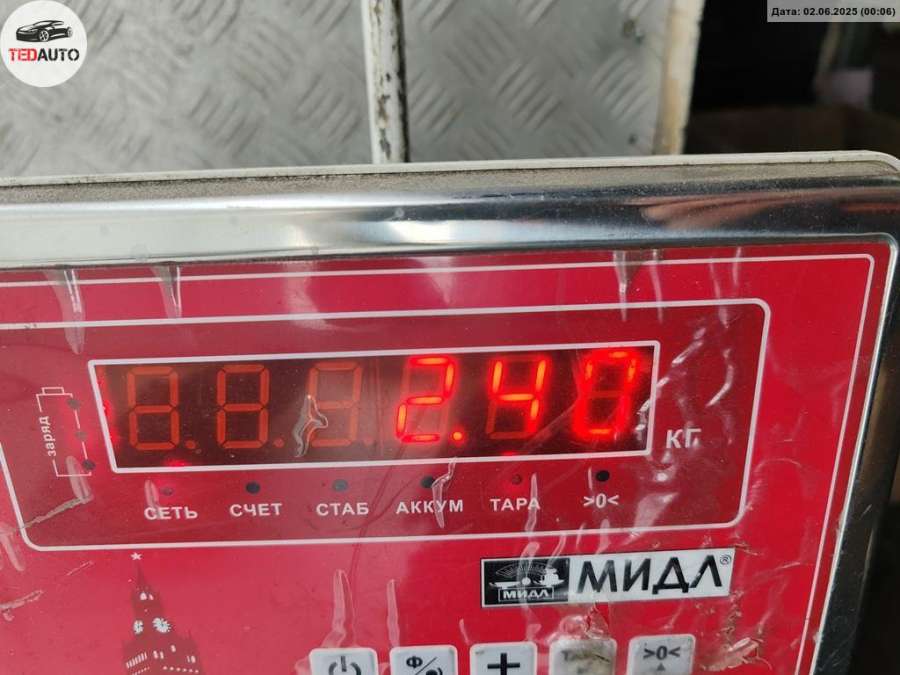 TEDAUTO
Дата: 02.06.2025 (00:06)
заряд
2.40
КГ
СЕТЬ СЧЕТ СТАБ АККУМ ТАРА >0<
МИДЛ МИДЛ®
Ф
+
>0<